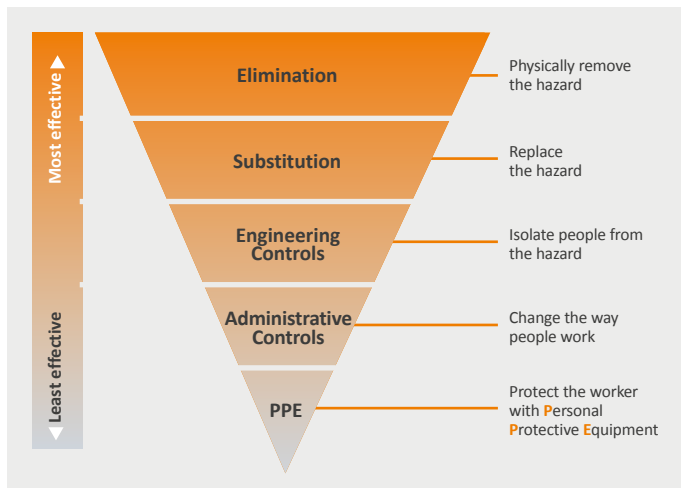 Most effective
Least effective
Elimination
Physically remove
the hazard
Substitution
Replace
the hazard
Engineering
Controls
Isolate people from
the hazard
Administrative
Controls
Change the way
people work
PPE
Protect the worker
with Personal
Protective Equipment